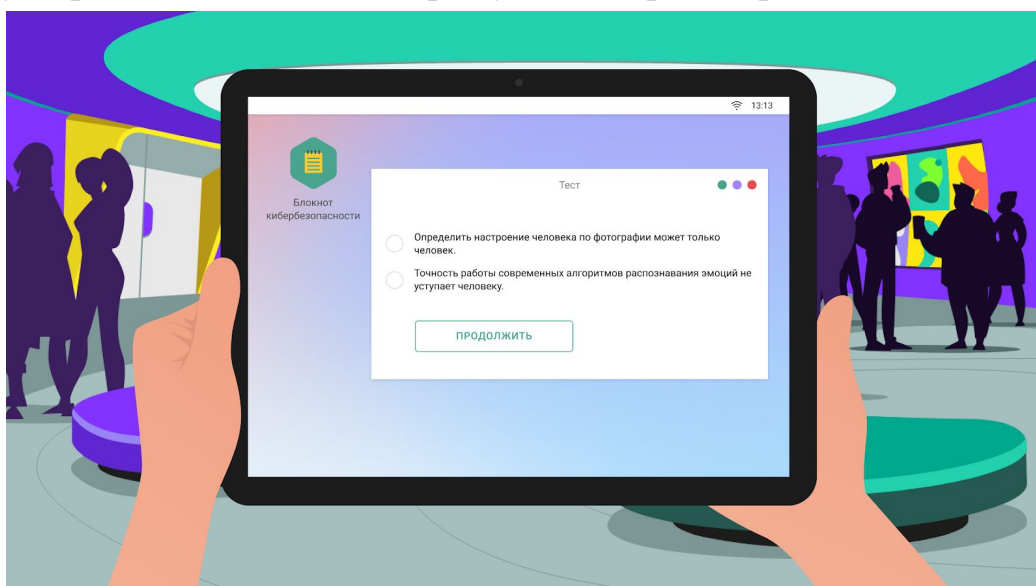 13:13
Блокнот
кибербезопасности
Тест
Определить настроение человека по фотографии может только
человек.
Точность работы современных алгоритмов распознавания эмоций не
уступает человеку.
ПРОДОЛЖИТЬ